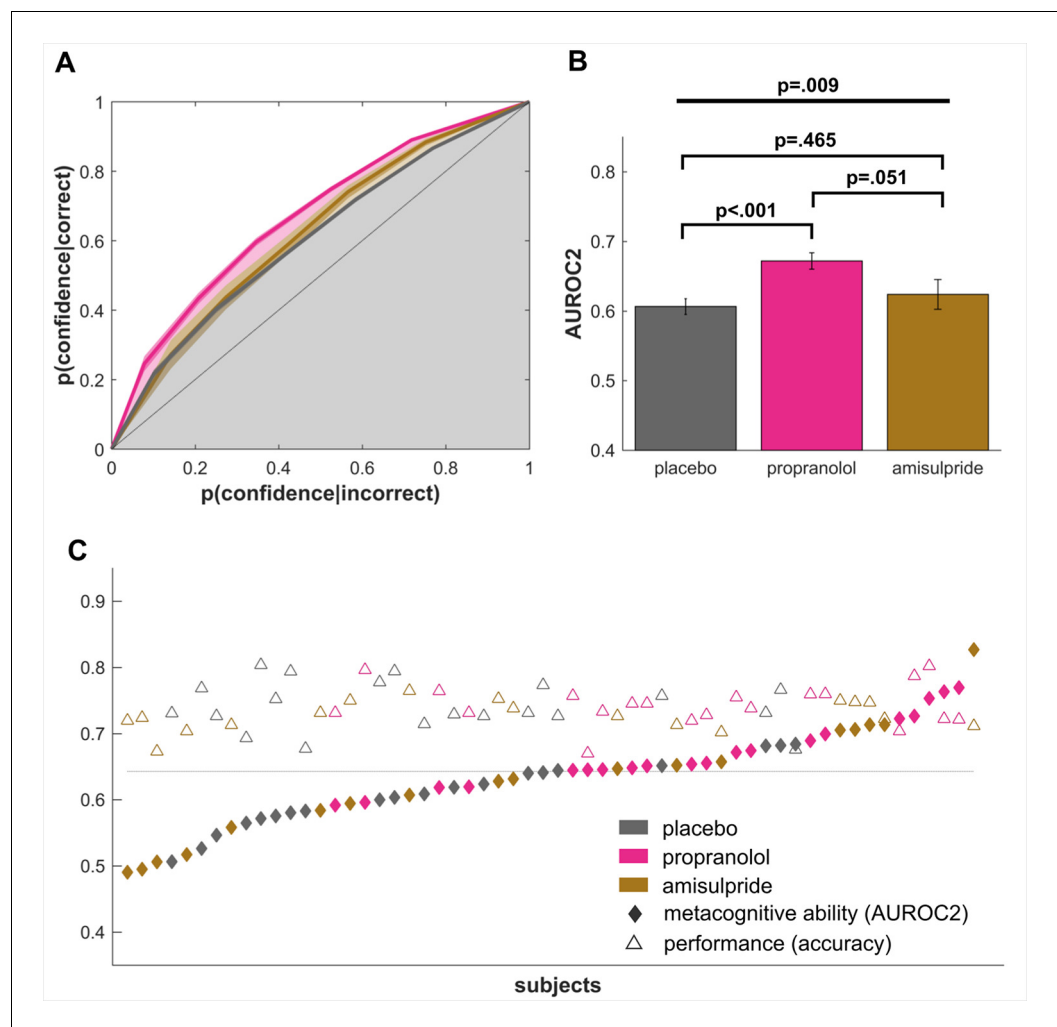 A
1
0.8
0.6
0.4
0.2
0
0
0.2
0.4
0.6
0.8
1
p(confidence|correct)
p(confidence|incorrect)
B
p=.009
p=.465
p=.051
p<.001
0.8
0.7
0.6
0.5
0.4
AUROC2
placebo
propranolol
amisulpride
C
0.9
0.8
0.7
0.6
0.5
0.4
placebo
propranolol
amisulpride
metacognitive ability (AUROC2)
performance (accuracy)
subjects